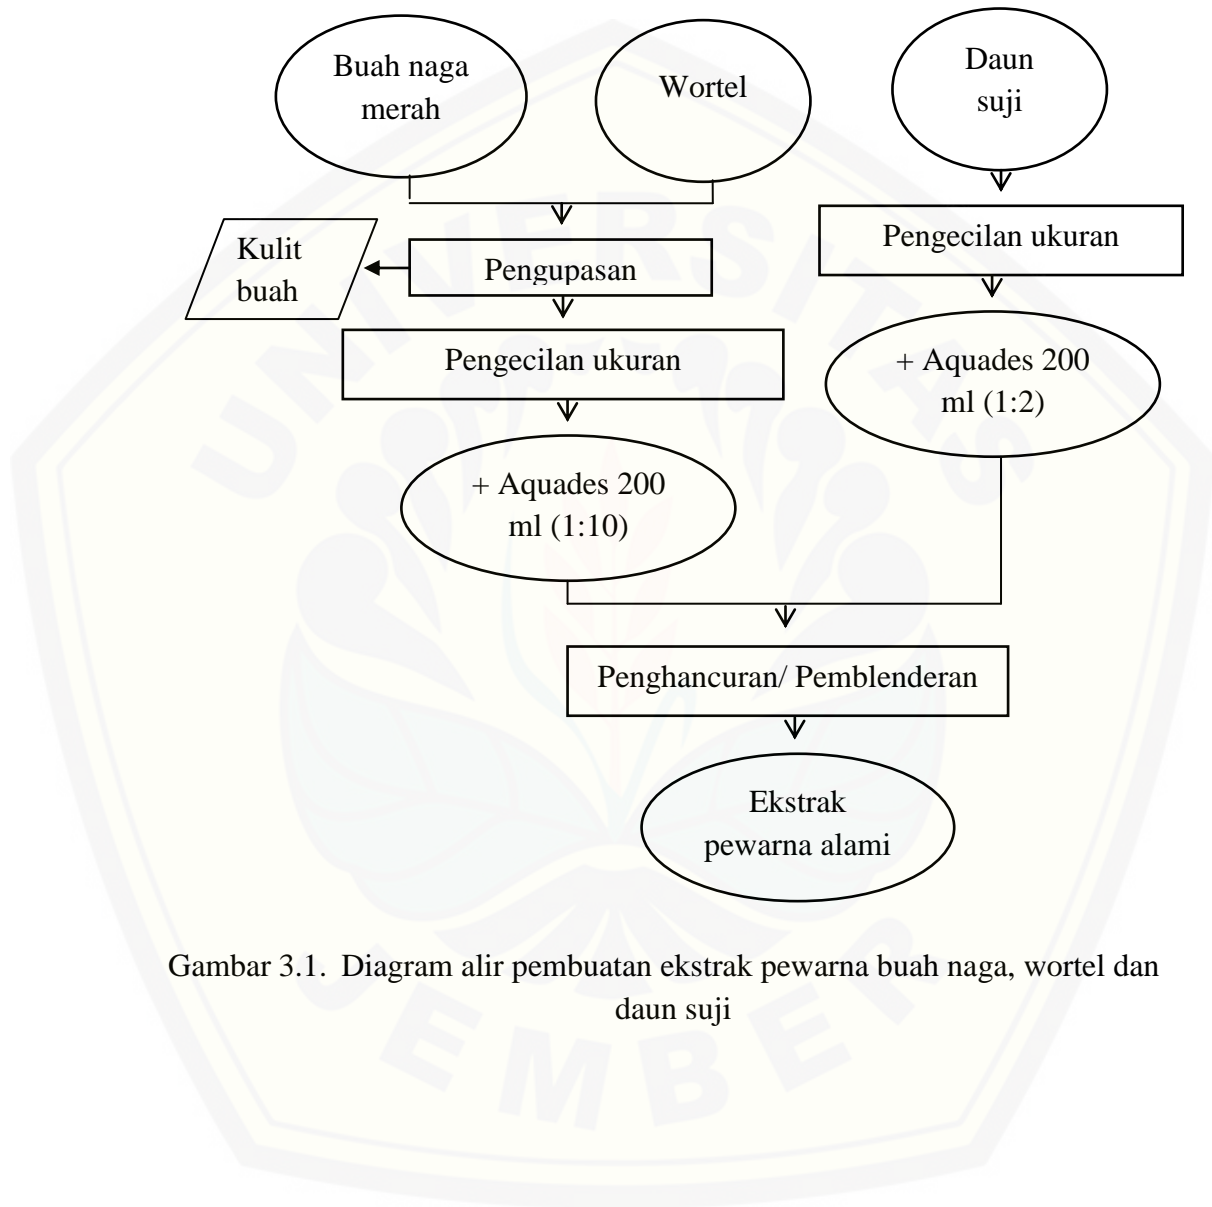 Buah naga
merah
Wortel
Daun
suji
Kulit
buah
Pengupasan
Pengecilan ukuran
Pengecilan ukuran
+ Aquades 200
ml (1:2)
+ Aquades 200
ml (1:10)
Penghancuran/ Pemblenderan
Ekstrak
pewarna alami
Gambar 3.1. Diagram alir pembuatan ekstrak pewarna buah naga, wortel dan
daun suji
UNIVERSITAS
JEMBER